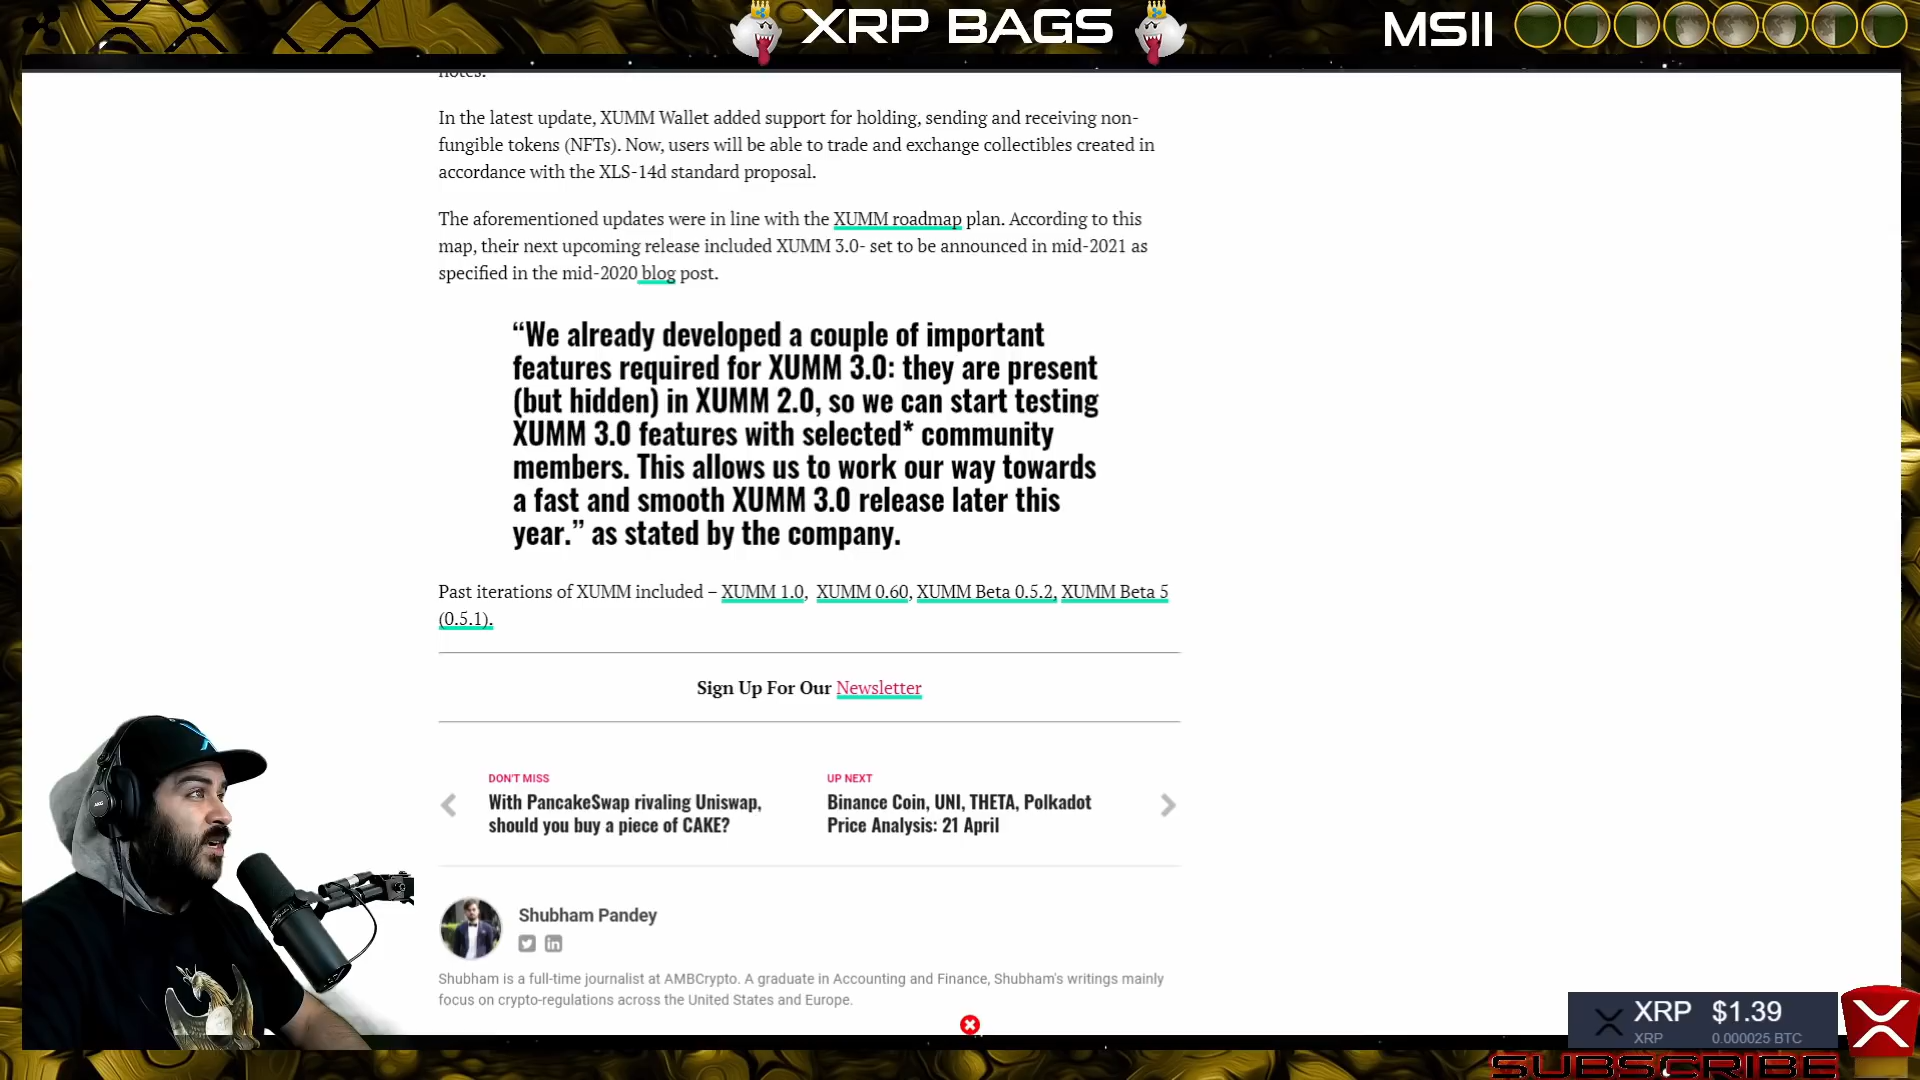 XRP BAGS
MSII
notes.
In the latest update, XUMM Wallet added support for holding, sending and receiving non-
fungible tokens (NFTs). Now, users will be able to trade and exchange collectibles created in
accordance with the XLS-14d standard proposal.
The aforementioned updates were in line with the XUMM roadmap plan. According to this
map, their next upcoming release included XUMM 3.0- set to be announced in mid-2021 as
specified in the mid-2020 blog post.
“We already developed a couple of important
features required for XUMM 3.0: they are present
(but hidden) in XUMM 2.0, so we can start testing
XUMM 3.0 features with selected* community
members. This allows us to work our way towards
a fast and smooth XUMM 3.0 release later this
year.” as stated by the company.
Past iterations of XUMM included – XUMM 1.0, XUMM 0.60, XUMM Beta 0.5.2, XUMM Beta 5
(0.5.1).
Sign Up For Our Newsletter
DON'T MISS
With PancakeSwap rivaling Uniswap,
should you buy a piece of CAKE?
UP NEXT
Binance Coin, UNI, THETA, Polkadot
Price Analysis: 21 April
Shubham Pandey
Shubham is a full-time journalist at AMBCrypto. A graduate in Accounting and Finance, Shubham's writings mainly
focus on crypto-regulations across the United States and Europe.
XRP $1.39
XRP 0.000025 BTC
SUBSCRIBE